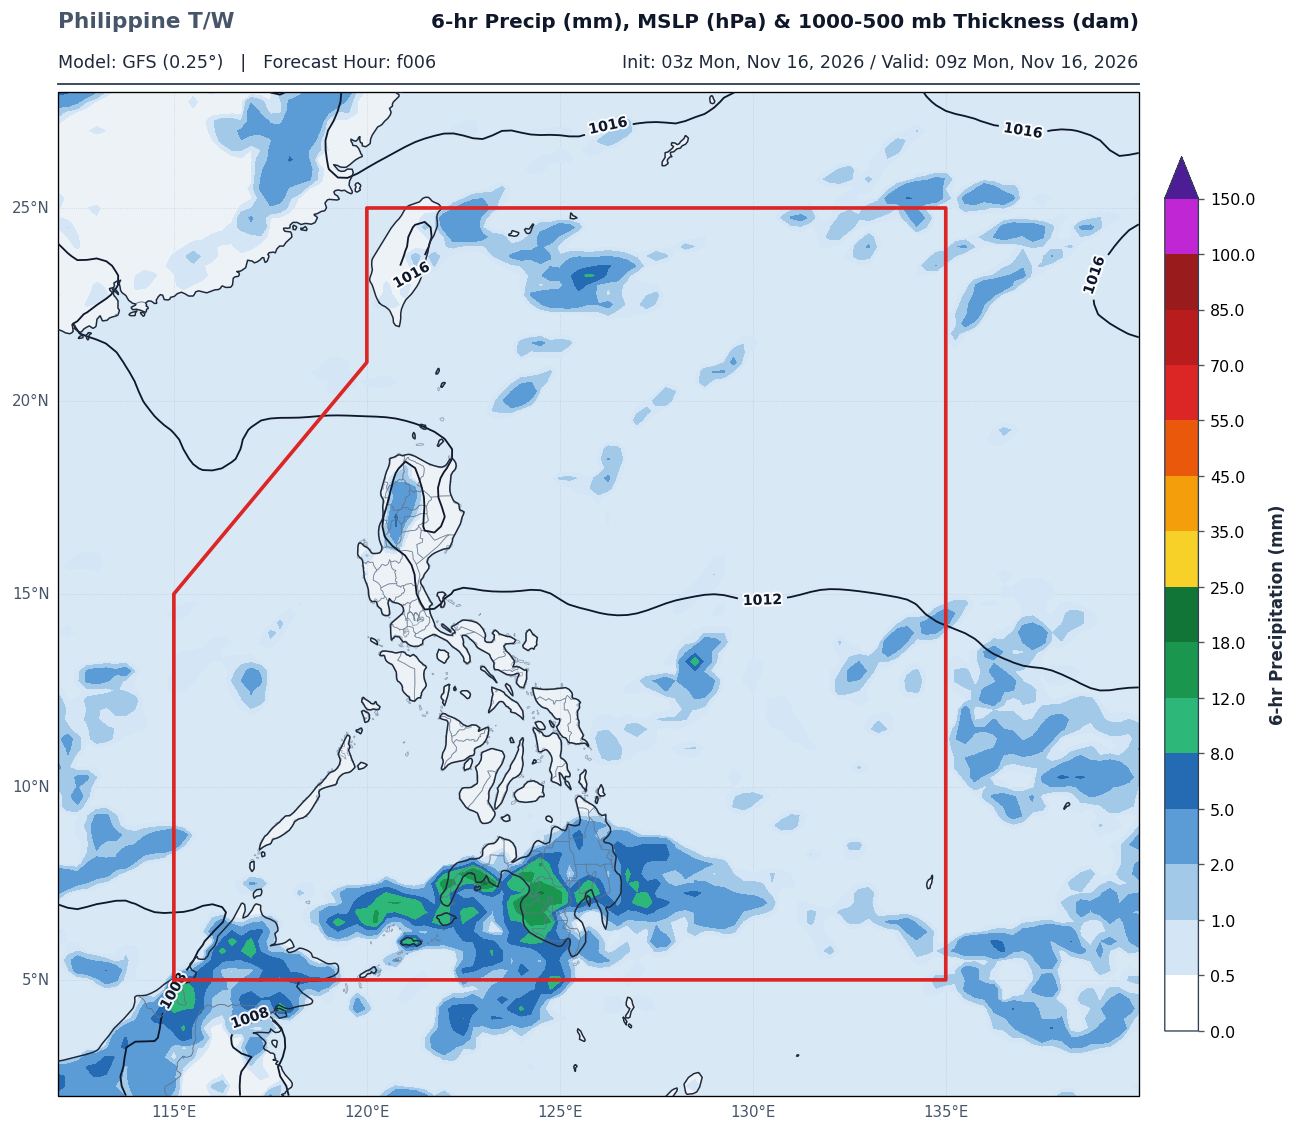 Philippine T/W
6-hr Precip (mm), MSLP (hPa) & 1000-500 mb Thickness (dam)
Model: GFS (0.25°) | Forecast Hour: f006
Init: 03z Mon, Nov 16, 2026 / Valid: 09z Mon, Nov 16, 2026
1016
1016
1016
1016
1012
1008
1008
25°N
20°N
15°N
10°N
5°N
115°E
120°E
125°E
130°E
135°E
150.0
100.0
85.0
70.0
55.0
45.0
35.0
25.0
18.0
12.0
8.0
5.0
2.0
1.0
0.5
0.0
6-hr Precipitation (mm)